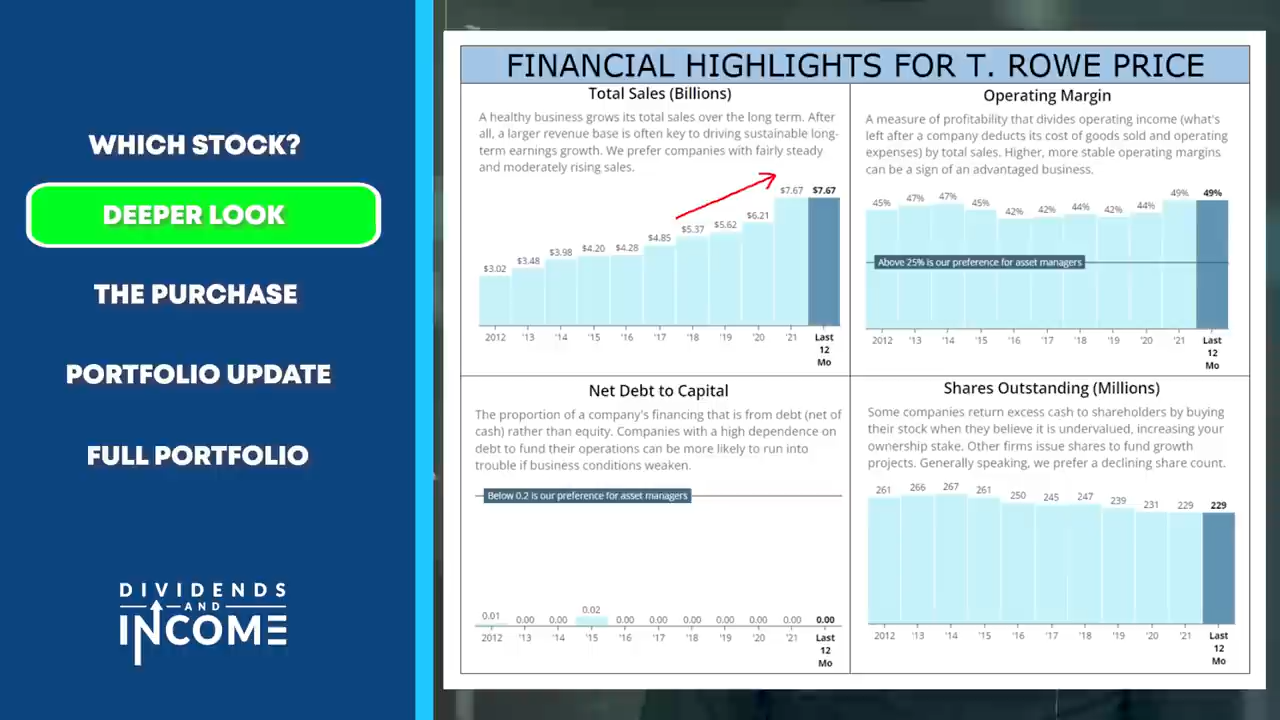 WHICH STOCK?
DEEPER LOOK
THE PURCHASE
PORTFOLIO UPDATE
FULL PORTFOLIO
DIVIDENDS
AND
INCOME
FINANCIAL HIGHLIGHTS FOR T. ROWE PRICE
Total Sales (Billions)
A healthy business grows its total sales over the long term. After
all, a larger revenue base is often key to driving sustainable long-
term earnings growth. We prefer companies with fairly steady
and moderately rising sales.
$3.02 $3.48 $3.98 $4.20 $4.28 $4.85 $5.37 $5.62 $6.21 $7.67 $7.67
2012 '13 '14 '15 '16 '17 '18 '19 '20 '21 Last
12
Mo
Operating Margin
A measure of profitability that divides operating income (what's
left after a company deducts its cost of goods sold and operating
expenses) by total sales. Higher, more stable operating margins
can be a sign of an advantaged business.
45% 47% 47% 45% 42% 42% 44% 42% 44% 49% 49%
Above 25% is our preference for asset managers
2012 '13 '14 '15 '16 '17 '18 '19 '20 '21 Last
12
Mo
Net Debt to Capital
The proportion of a company's financing that is from debt (net of
cash) rather than equity. Companies with a high dependence on
debt to fund their operations can be more likely to run into
trouble if business conditions weaken.
Below 0.2 is our preference for asset managers
0.01 0.00 0.00 0.02 0.00 0.00 0.00 0.00 0.00 0.00 0.00
2012 '13 '14 '15 '16 '17 '18 '19 '20 '21 Last
12
Mo
Shares Outstanding (Millions)
Some companies return excess cash to shareholders by buying
their stock when they believe it is undervalued, increasing your
ownership stake. Other firms issue shares to fund growth
projects. Generally speaking, we prefer a declining share count.
261 266 267 261 250 245 247 239 231 229 229
2012 '13 '14 '15 '16 '17 '18 '19 '20 '21 Last
12
Mo